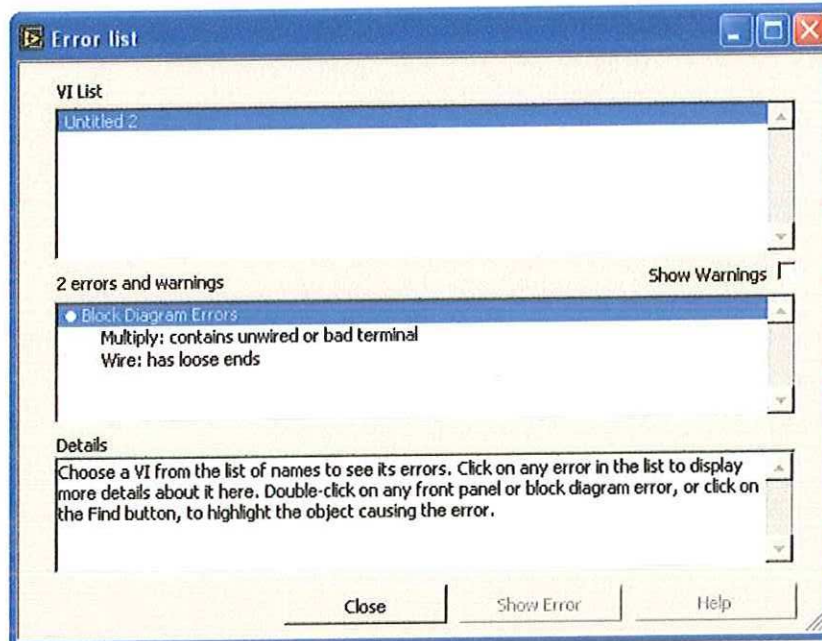 Error list
VI List
Untitled 2
2 errors and warnings
Show Warnings
Block Diagram Errors
Multiply: contains unwired or bad terminal
Wire: has loose ends
Details
Choose a VI from the list of names to see its errors. Click on any error in the list to display
more details about it here. Double-click on any front panel or block diagram error, or click on
the Find button, to highlight the object causing the error.
Close
Show Error
Help